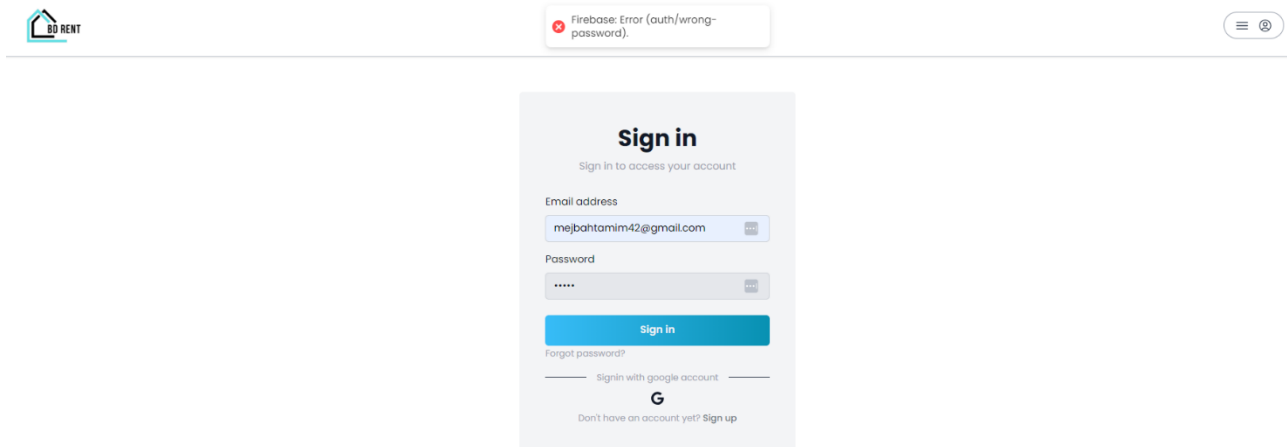 BD RENT
Firebase: Error (auth/wrong-
password).
Sign in
Sign in to access your account
Email address
mejbahtamim42@gmail.com
Password
•••••
Sign in
Forgot password?
Signin with google account
G
Don't have an account yet? Sign up